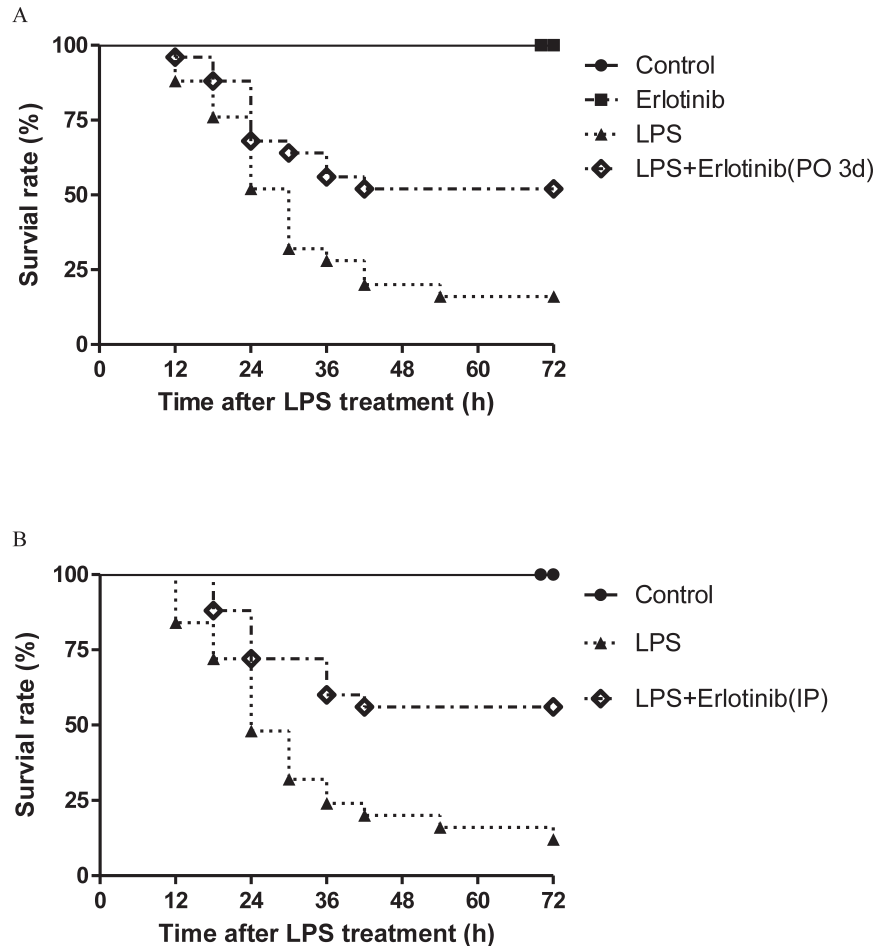 A
100
75
50
25
0
Survial rate (%)
0 12 24 36 48 60 72
Time after LPS treatment (h)
Control
Erlotinib
LPS
LPS+Erlotinib(PO 3d)
B
100
75
50
25
0
Survial rate (%)
0 12 24 36 48 60 72
Time after LPS treatment (h)
Control
LPS
LPS+Erlotinib(IP)